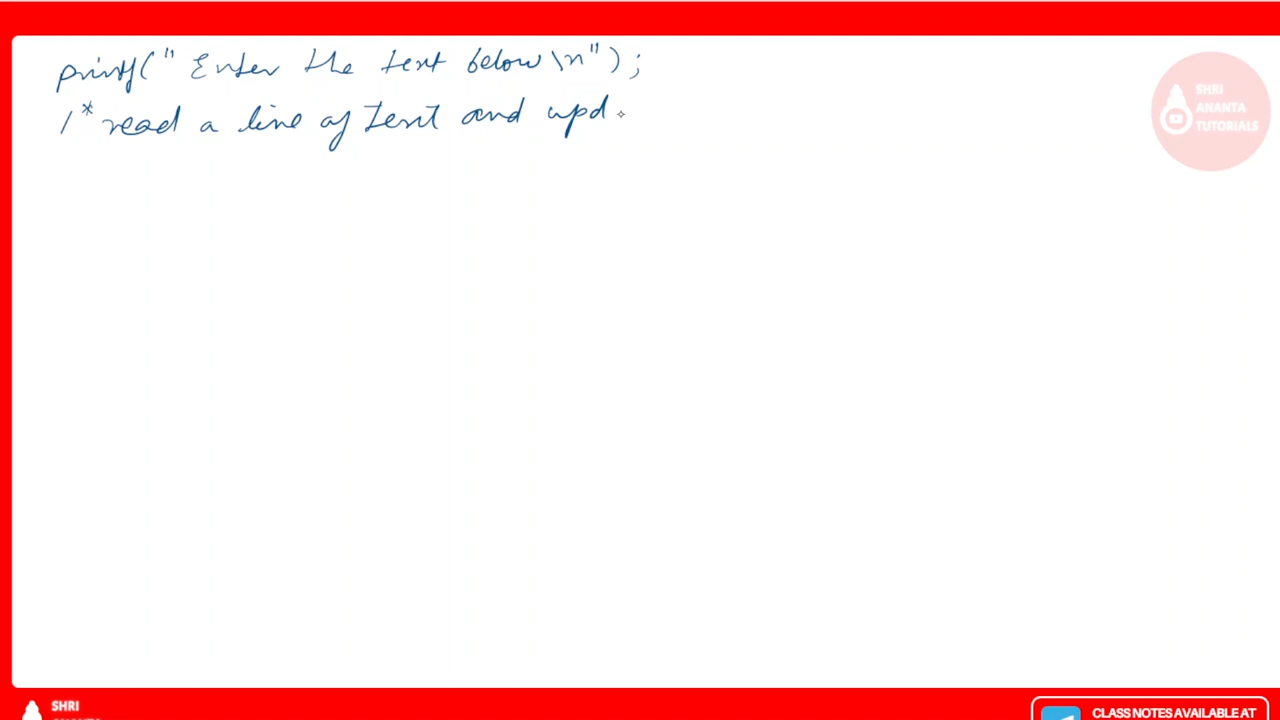 printf(" Enter the text below \n");
/* read a line of text and upd
SHRI
ANANTA
TUTORIALS
SHRI
ANANTA
CLASS NOTES AVAILABLE AT